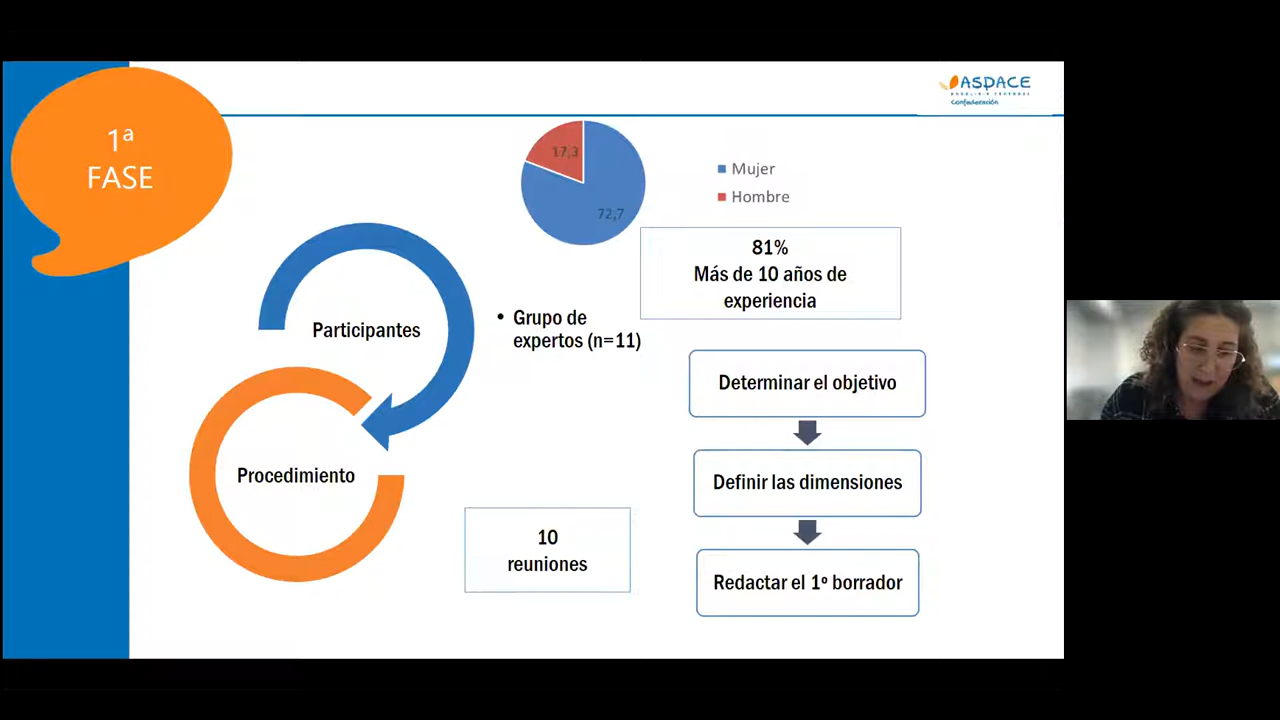 1ª
FASE
ASPACE
Confederación
17,3
72,7
Mujer
Hombre
81%
Más de 10 años de
experiencia
Participantes
• Grupo de
expertos (n=11)
Determinar el objetivo
Definir las dimensiones
Procedimiento
10
reuniones
Redactar el 1º borrador